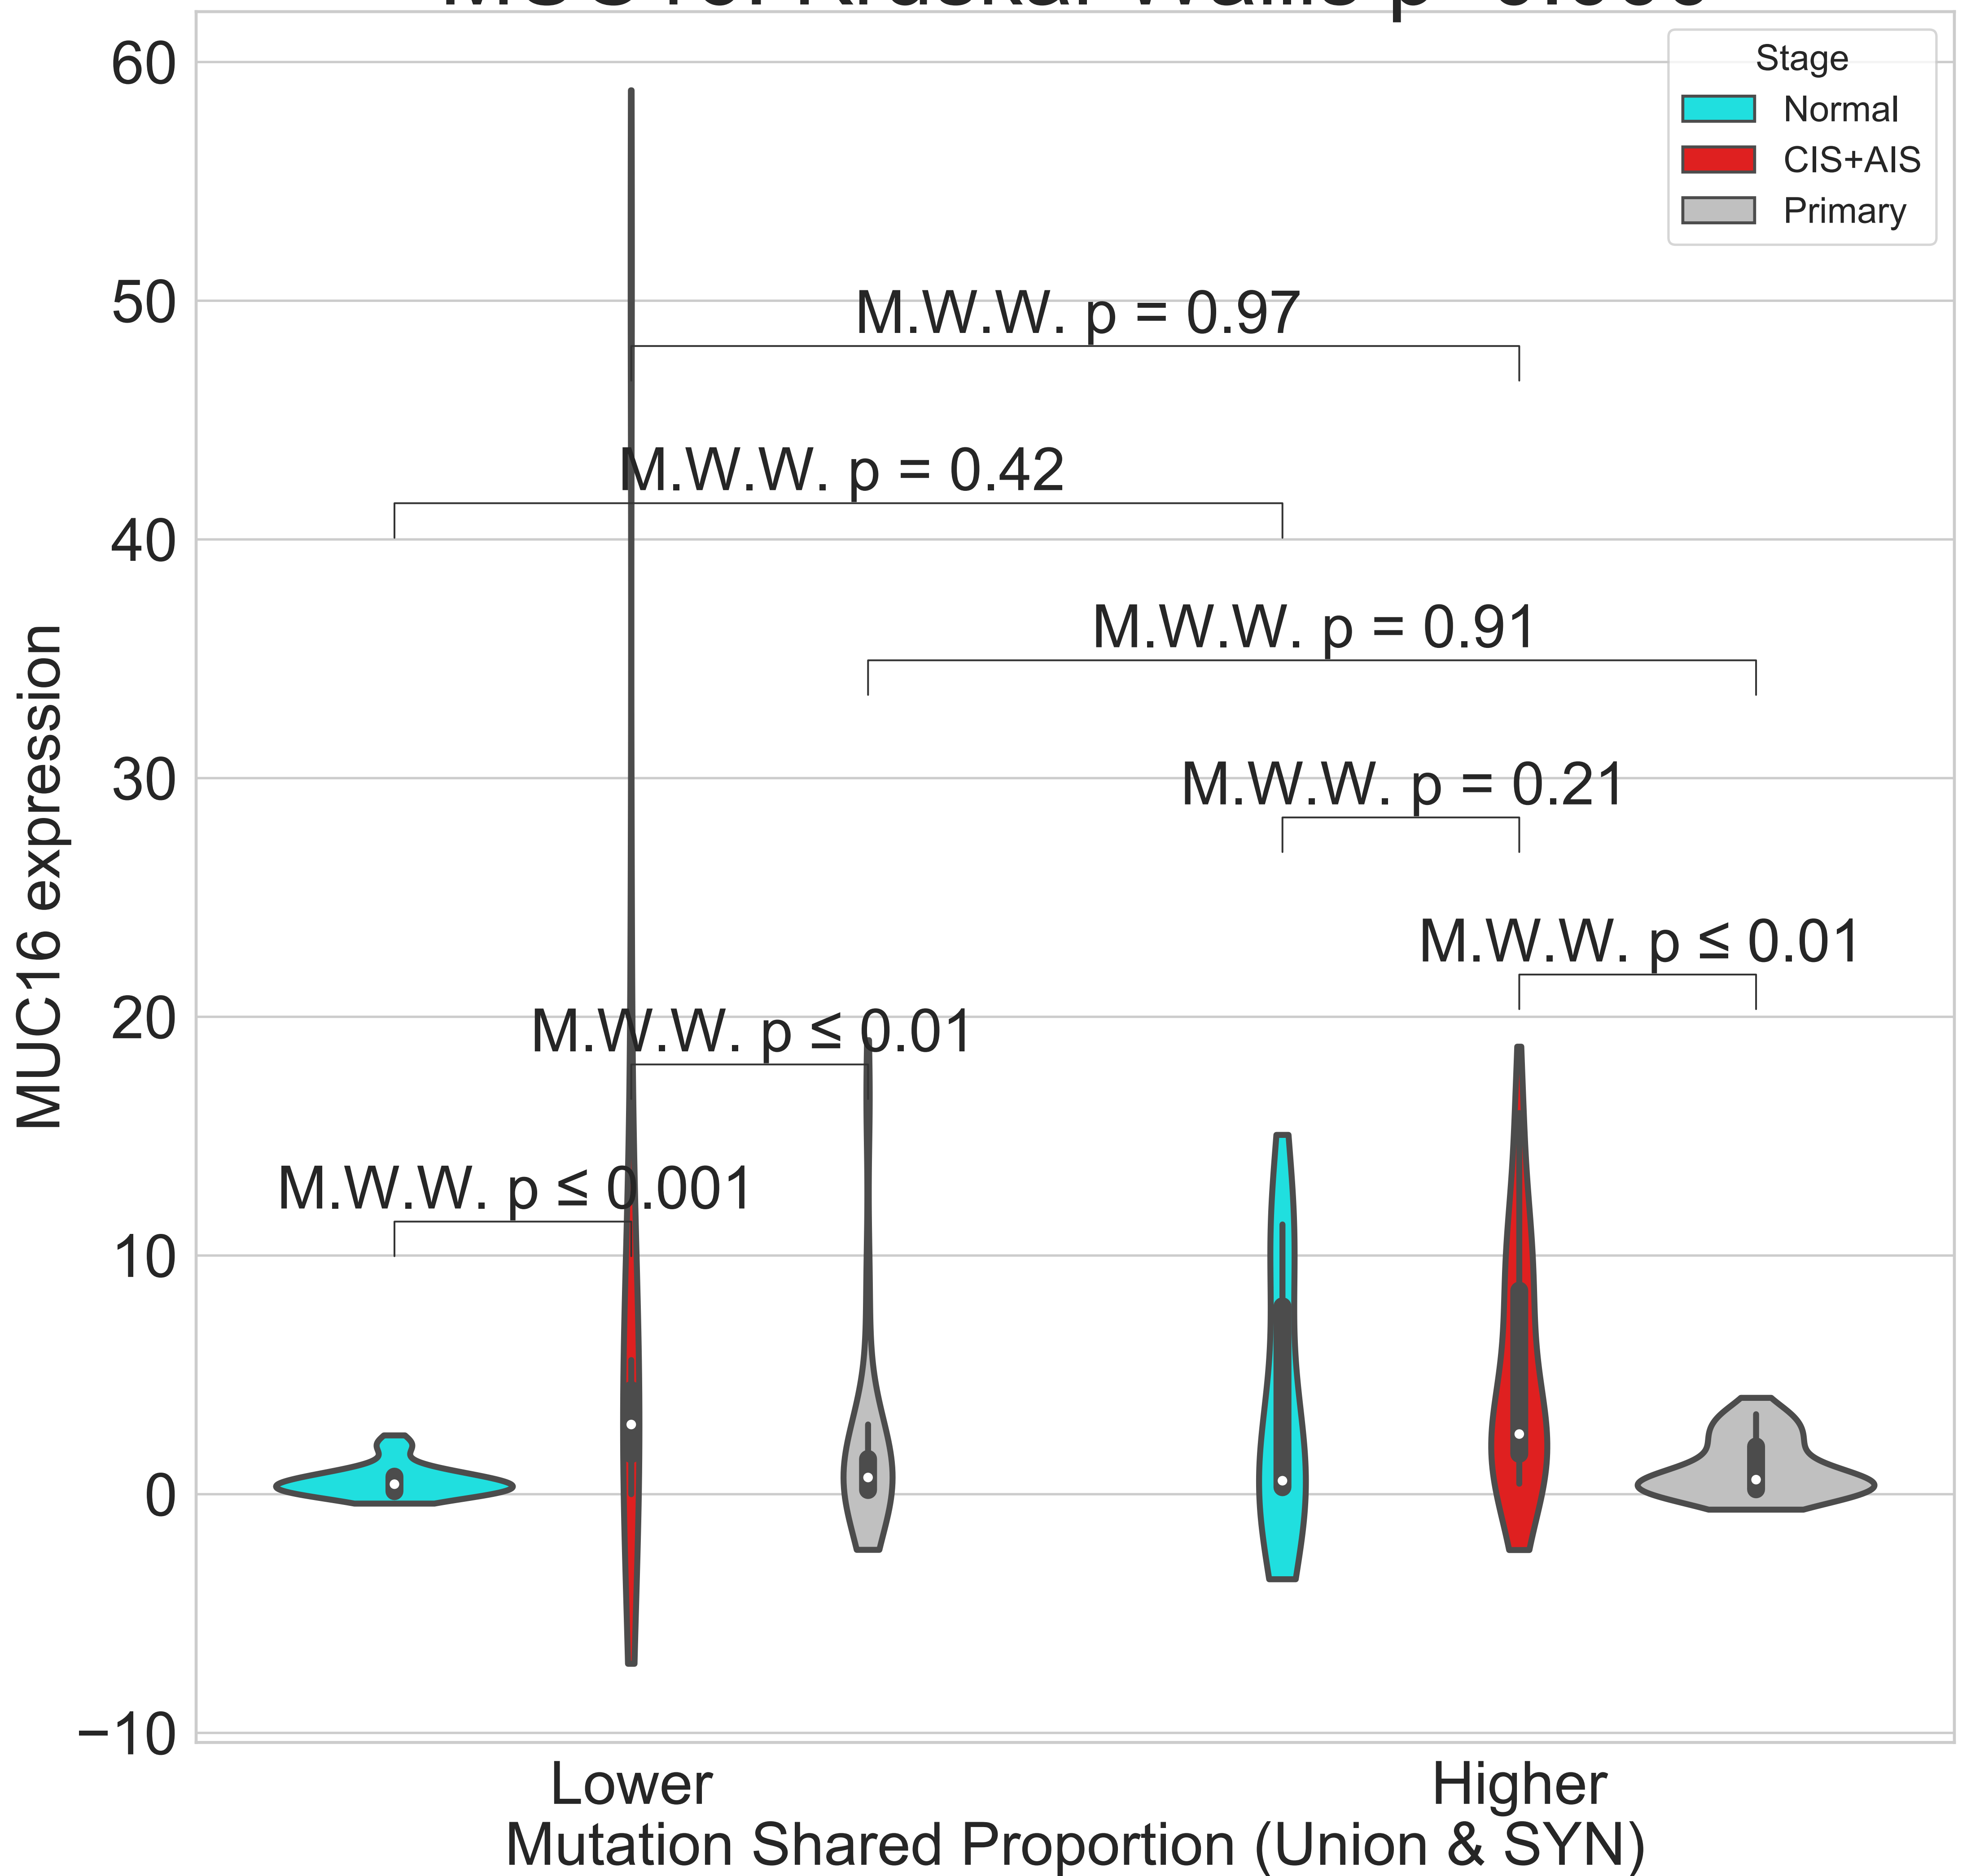 60
50
40
30
20
10
0
−10
MUC16 expression
Stage
Normal
CIS+AIS
Primary
M.W.W. p = 0.97
M.W.W. p = 0.42
M.W.W. p = 0.91
M.W.W. p = 0.21
M.W.W. p ≤ 0.01
M.W.W. p ≤ 0.01
M.W.W. p ≤ 0.001
Lower
Higher
Mutation Shared Proportion (Union & SYN)